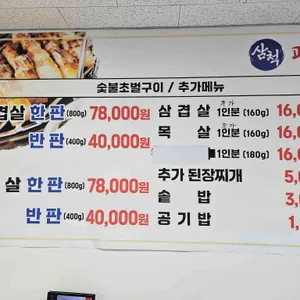 삼척
숯불초벌구이 / 추가메뉴
겹살 한판(800g) 78,000원
반판(400g) 40,000원
살 한판(800g) 78,000원
반판(400g) 40,000원
삼겹살 추가 1인분(160g) 16,0
목살 추가 1인분(160g) 16,0
1인분(180g) 16,0
추가 된장찌개 5,0
솥밥 3,0
공기밥 1,